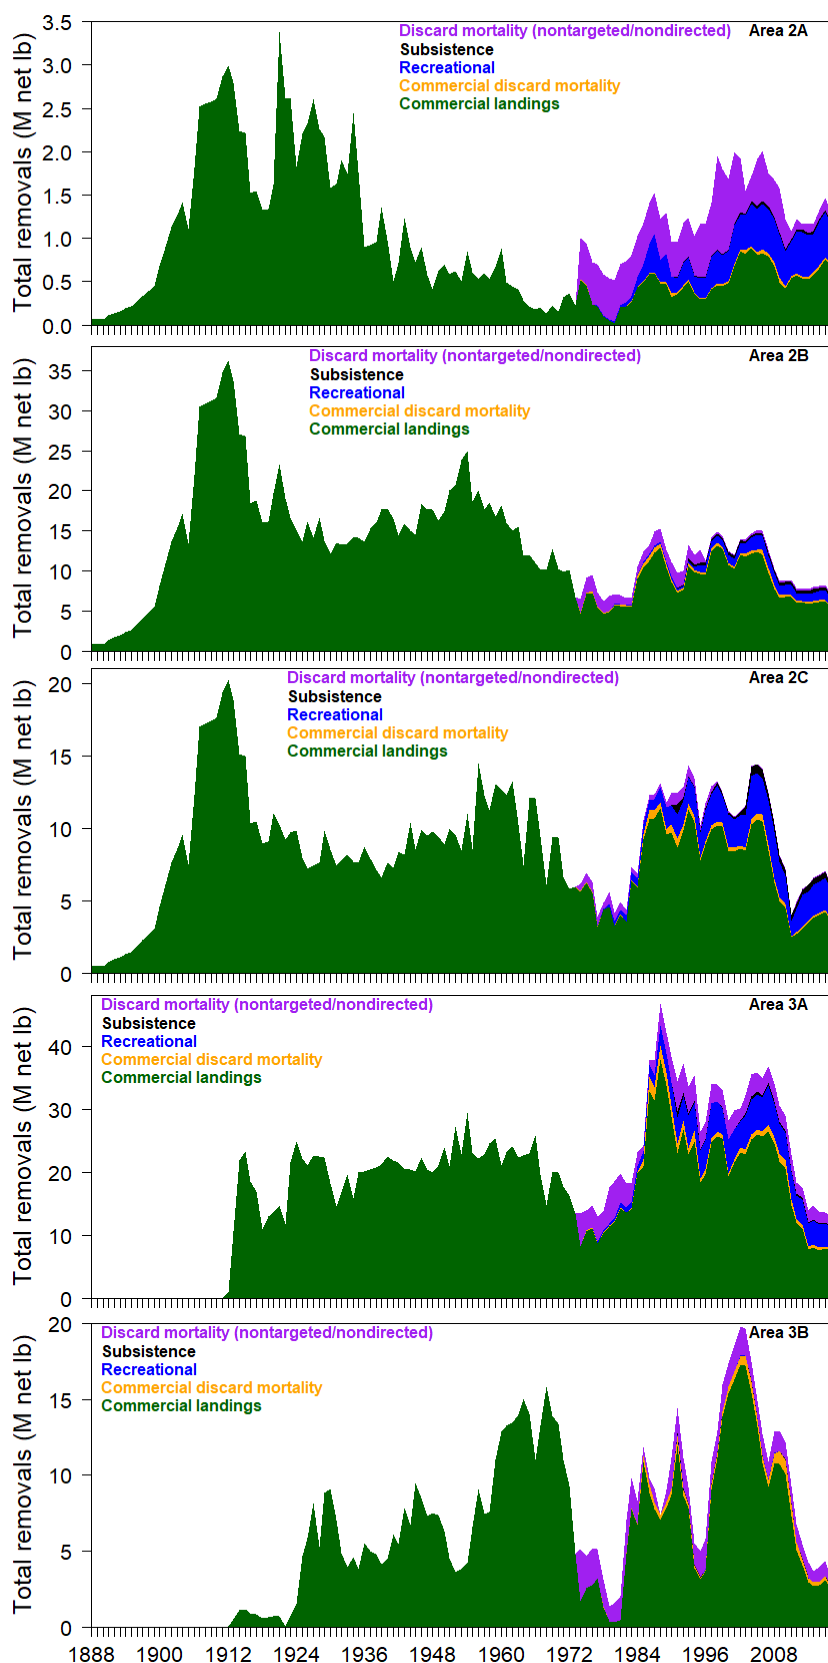 Total removals (M net lb)
3.5
3.0
2.5
2.0
1.5
1.0
0.5
0.0
Discard mortality (nontargeted/nondirected) Area 2A
Subsistence
Recreational
Commercial discard mortality
Commercial landings
Total removals (M net lb)
35
30
25
20
15
10
5
0
Discard mortality (nontargeted/nondirected) Area 2B
Subsistence
Recreational
Commercial discard mortality
Commercial landings
Total removals (M net lb)
20
15
10
5
0
Discard mortality (nontargeted/nondirected) Area 2C
Subsistence
Recreational
Commercial discard mortality
Commercial landings
Total removals (M net lb)
40
30
20
10
0
Discard mortality (nontargeted/nondirected) Area 3A
Subsistence
Recreational
Commercial discard mortality
Commercial landings
Total removals (M net lb)
20
15
10
5
0
Discard mortality (nontargeted/nondirected) Area 3B
Subsistence
Recreational
Commercial discard mortality
Commercial landings
1888 1900 1912 1924 1936 1948 1960 1972 1984 1996 2008